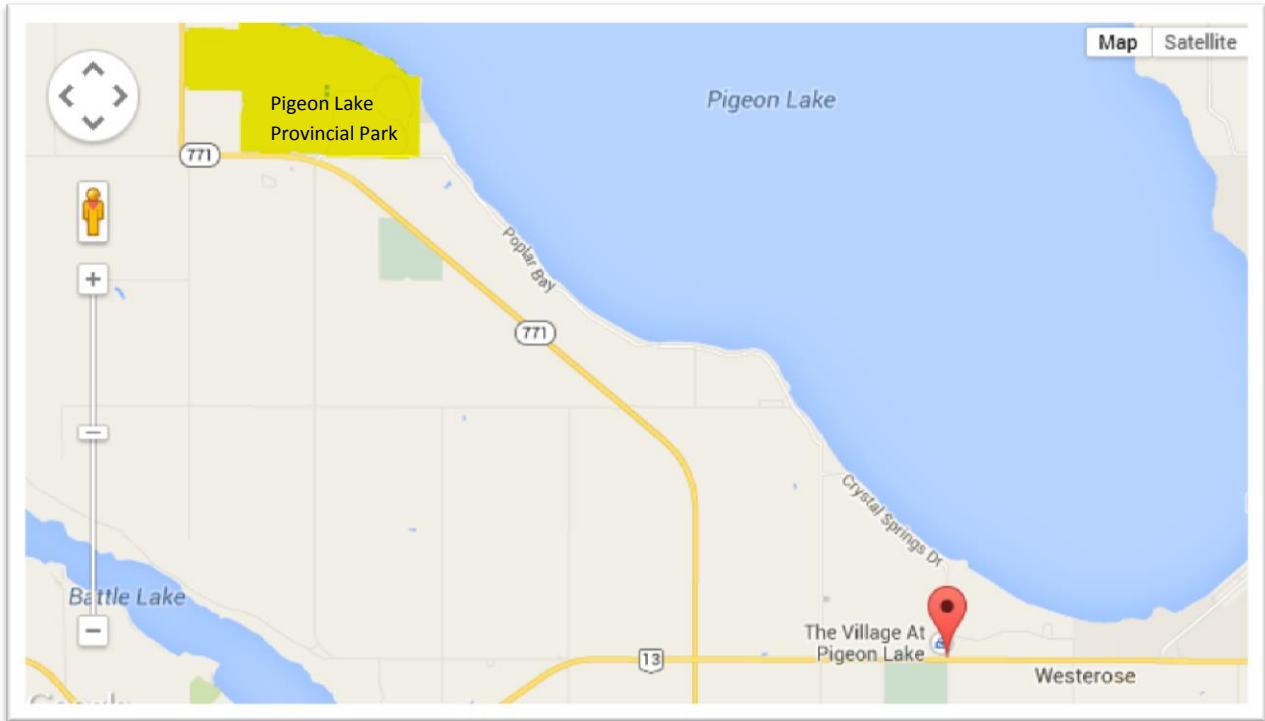 Map Satellite
Pigeon Lake
Pigeon Lake
Provincial Park
771
Poplar Bay
771
Crystal Springs Dr
Battle Lake
The Village At
Pigeon Lake
13
Westerose